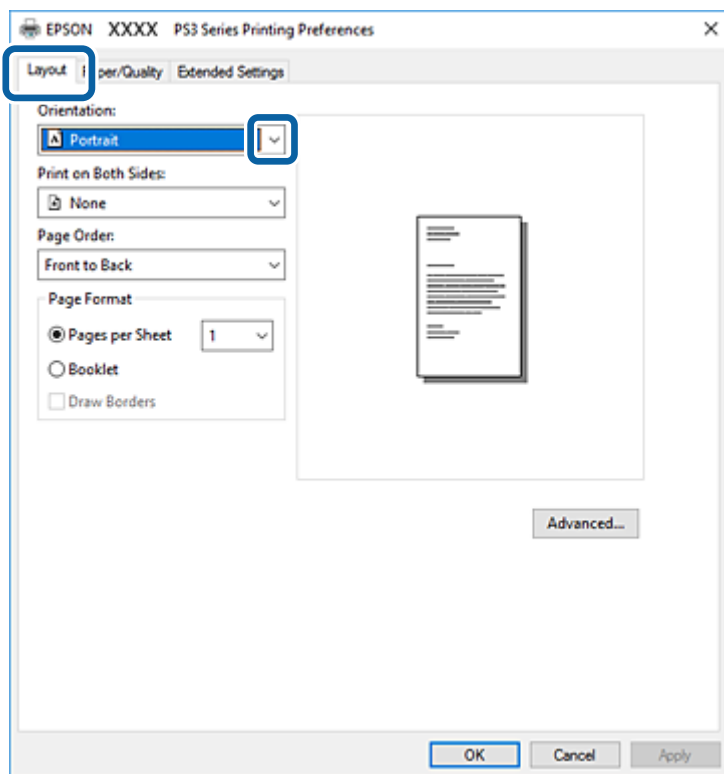 EPSON XXXX PS3 Series Printing Preferences
Layout per/Quality Extended Settings
Orientation:
Portrait
Print on Both Sides:
None
Page Order:
Front to Back
Page Format
Pages per Sheet 1
Booklet
Draw Borders
Advanced...
OK Cancel Apply